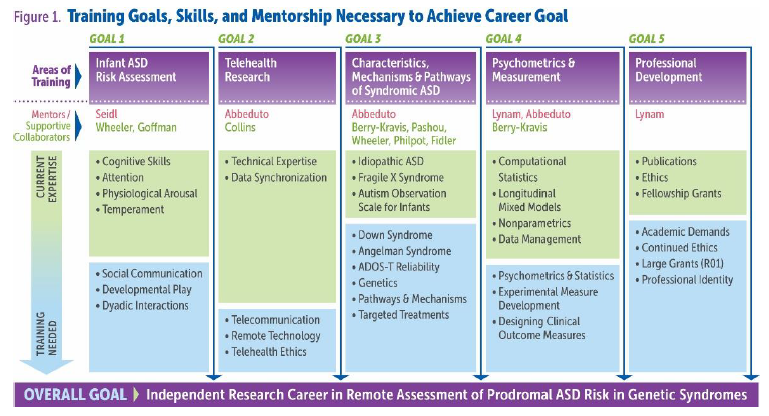 Figure 1. Training Goals, Skills, and Mentorship Necessary to Achieve Career Goal
GOAL 1
GOAL 2
GOAL 3
GOAL 4
GOAL 5
Areas of
Training
Infant ASD
Risk Assessment
Telehealth
Research
Characteristics,
Mechanisms & Pathways
of Syndromic ASD
Psychometrics &
Measurement
Professional
Development
Mentors /
Supportive
Collaborators
Seidl
Wheeler, Goffman
Abbeduto
Collins
Abbeduto
Berry-Kravis, Pashou,
Wheeler, Philpot, Fidler
Lynam, Abbeduto
Berry-Kravis
Lynam
CURRENT
EXPERTISE
• Cognitive Skills
• Attention
• Physiological Arousal
• Temperament
• Technical Expertise
• Data Synchronization
• Idiopathic ASD
• Fragile X Syndrome
• Autism Observation
Scale for Infants
• Computational
Statistics
• Longitudinal
Mixed Models
• Nonparametrics
• Data Management
• Publications
• Ethics
• Fellowship Grants
TRAINING
NEEDED
• Social Communication
• Developmental Play
• Dyadic Interactions
• Telecommunication
• Remote Technology
• Telehealth Ethics
• Down Syndrome
• Angelman Syndrome
• ADOS-T Reliability
• Genetics
• Pathways & Mechanisms
• Targeted Treatments
• Psychometrics & Statistics
• Experimental Measure
Development
• Designing Clinical
Outcome Measures
• Academic Demands
• Continued Ethics
• Large Grants (R01)
• Professional Identity
OVERALL GOAL Independent Research Career in Remote Assessment of Prodromal ASD Risk in Genetic Syndromes